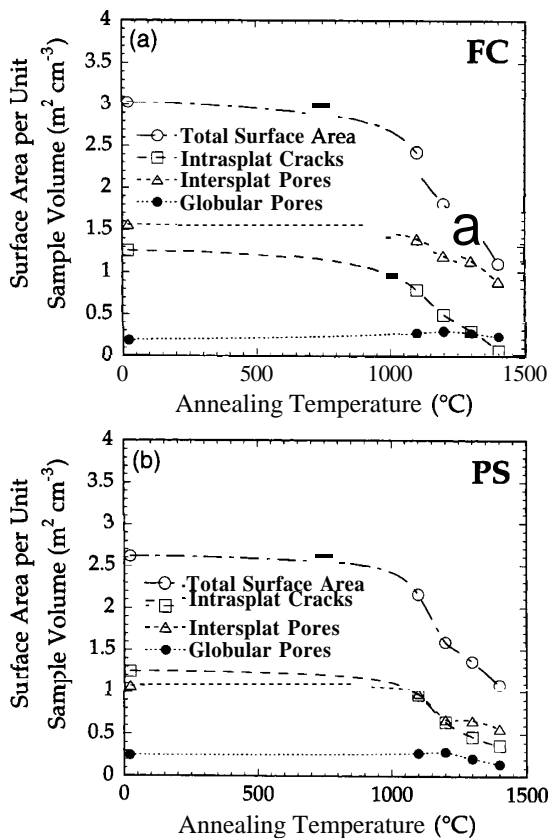 (a)
FC
4
3.5
3
2.5
2
1.5
1
0.5
0
Surface Area per Unit
Sample Volume (m² cm⁻³)
Total Surface Area
Intrasplat Cracks
Intersplat Pores
Globular Pores
a
0
500
1000
1500
Annealing Temperature (°C)
(b)
PS
4
3.5
3
2.5
2
1.5
1
0.5
0
Surface Area per Unit
Sample Volume (m² cm⁻³)
Total Surface Area
Intrasplat Cracks
Intersplat Pores
Globular Pores
0
500
1000
1500
Annealing Temperature (°C)